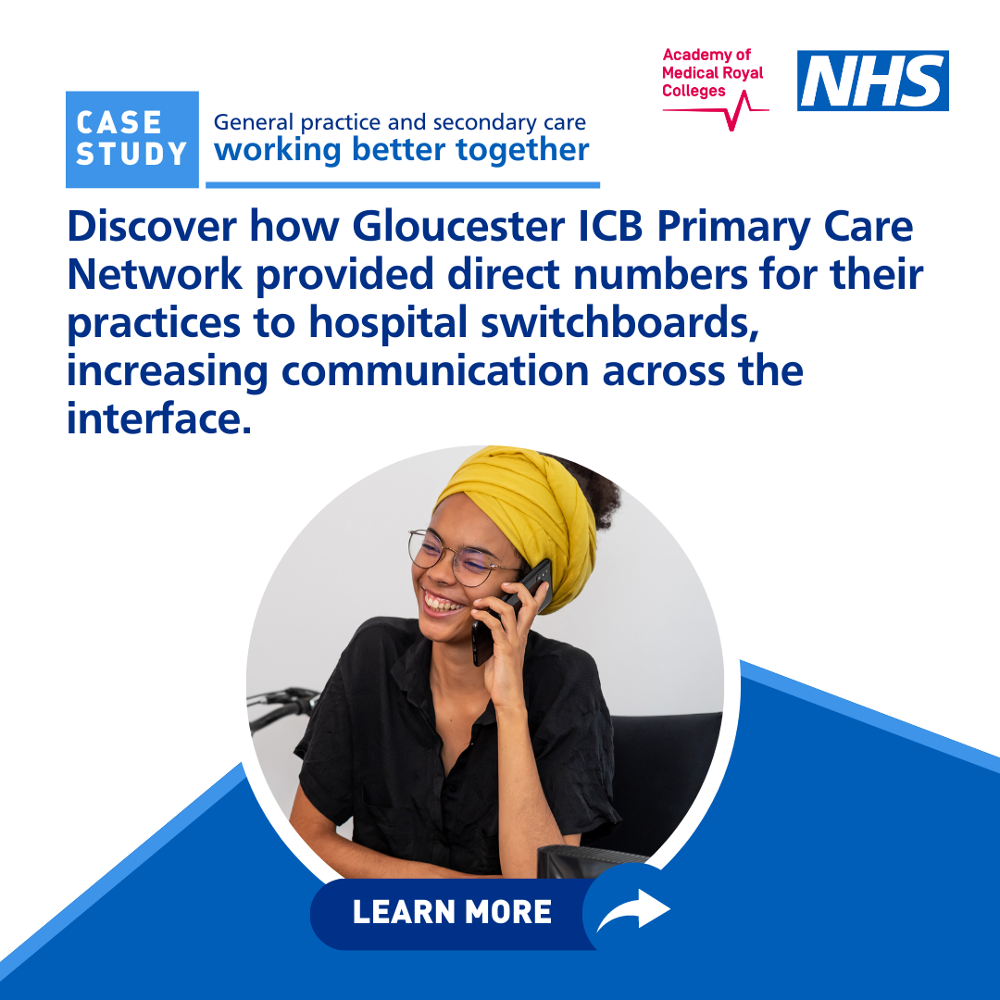 Academy of
Medical Royal
Colleges
NHS
CASE
STUDY
General practice and secondary care
working better together
Discover how Gloucester ICB Primary Care
Network provided direct numbers for their
practices to hospital switchboards,
increasing communication across the
interface.
LEARN MORE